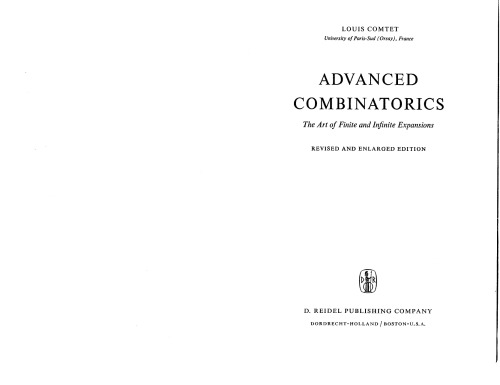 LOUIS COMTET
University of Paris-Sud (Orsay), France
ADVANCED
COMBINATORICS
The Art of Finite and Infinite Expansions
REVISED AND ENLARGED EDITION
D R
D. REIDEL PUBLISHING COMPANY
DORDRECHT-HOLLAND / BOSTON-U.S.A.